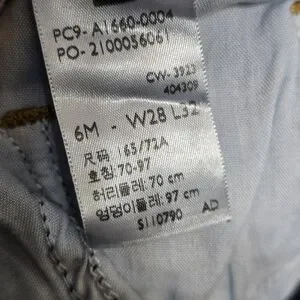 PC9- A1660-0004
PO- 2100056061
CW- 3923
404309
6M - W28 L32
尺码 : 65/72A
호칭: 70-97
허리둘레: 70 cm
엉덩이둘레: 97 cm
S110790 AD